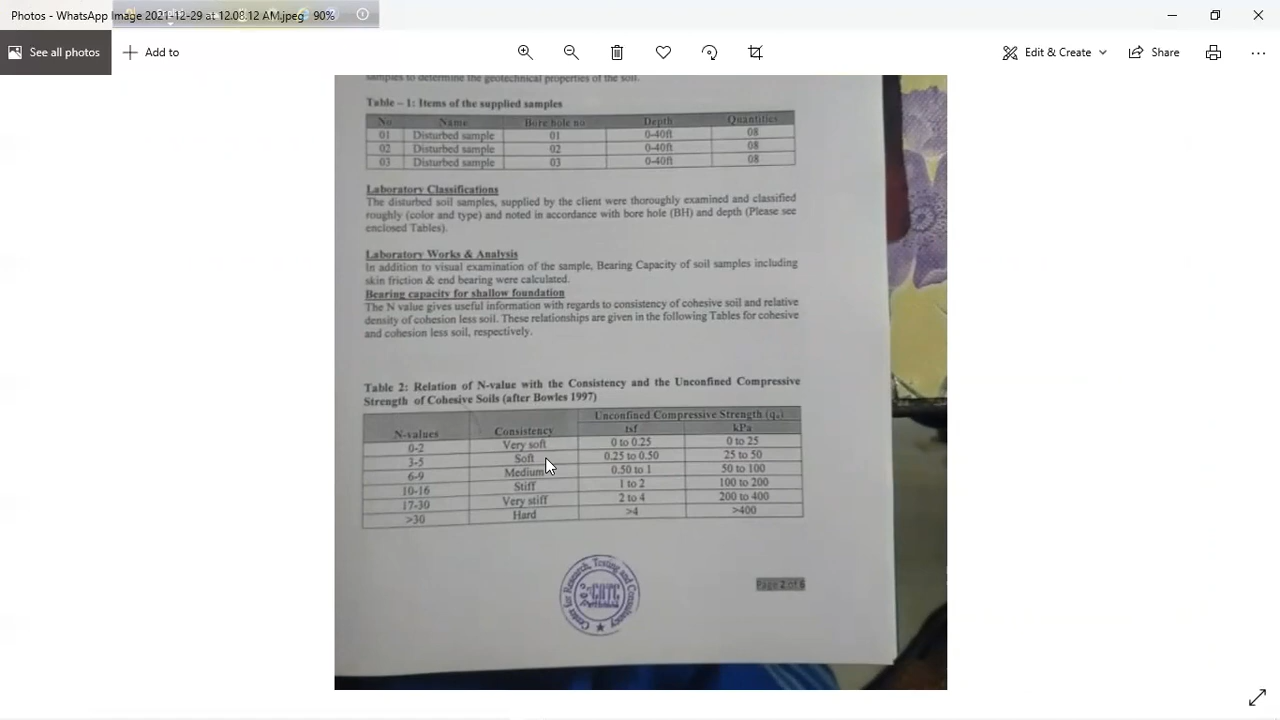 Photos - WhatsApp Image 2021-12-29 at 12.08.12 AM.jpeg 90%
See all photos
Add to
Edit & Create
Share
samples to determine the geotechnical properties of the soil.
Table – 1: Items of the supplied samples
No Name Bore hole no Depth Quantities
01 Disturbed sample 01 0-40ft 08
02 Disturbed sample 02 0-40ft 08
03 Disturbed sample 03 0-40ft 08
Laboratory Classifications
The disturbed soil samples, supplied by the client were thoroughly examined and classified
roughly (color and type) and noted in accordance with bore hole (BH) and depth (Please see
enclosed Tables).
Laboratory Works & Analysis
In addition to visual examination of the sample, Bearing Capacity of soil samples including
skin friction & end bearing were calculated.
Bearing capacity for shallow foundation
The N value gives useful information with regards to consistency of cohesive soil and relative
density of cohesion less soil. These relationships are given in the following Tables for cohesive
and cohesion less soil, respectively.
Table 2: Relation of N-value with the Consistency and the Unconfined Compressive
Strength of Cohesive Soils (after Bowles 1997)
N-values Consistency Unconfined Compressive Strength (qu)
tsf kPa
0-2 Very soft 0 to 0.25 0 to 25
3-5 Soft 0.25 to 0.50 25 to 50
6-9 Medium 0.50 to 1 50 to 100
10-16 Stiff 1 to 2 100 to 200
17-30 Very stiff 2 to 4 200 to 400
>30 Hard >4 >400
Center for Research, Testing and Consultancy
Page 2 of 6